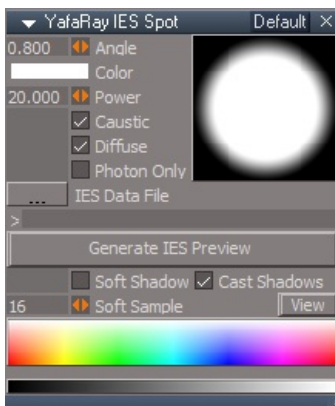 YafaRay IES Spot Default
0.800 Angle
Color
20.000 Power
Caustic
Diffuse
Photon Only
... IES Data File
>
Generate IES Preview
Soft Shadow Cast Shadows
16 Soft Sample View